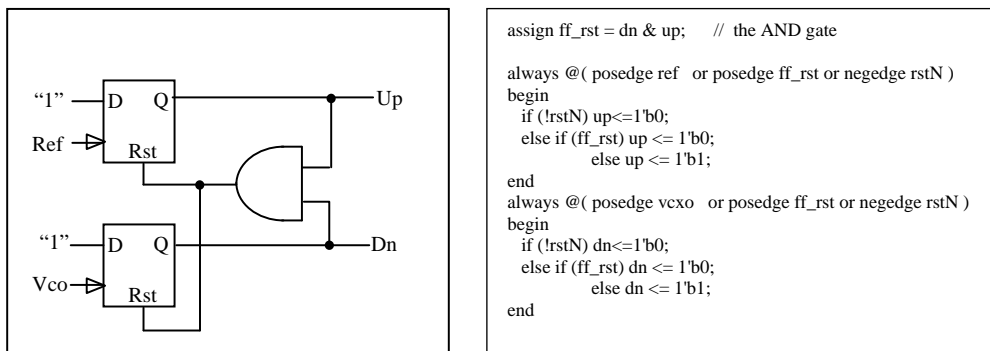 “1”
D
Q
Up
Ref
Rst
“1”
D
Q
Dn
Vco
Rst
assign ff_rst = dn & up;    //  the AND gate
always @( posedge ref   or posedge ff_rst or negedge rstN )
begin
if (!rstN) up<=1'b0;
else if (ff_rst) up <= 1'b0;
else up <= 1'b1;
end
always @( posedge vcxo   or posedge ff_rst or negedge rstN )
begin
if (!rstN) dn<=1'b0;
else if (ff_rst) dn <= 1'b0;
else dn <= 1'b1;
end